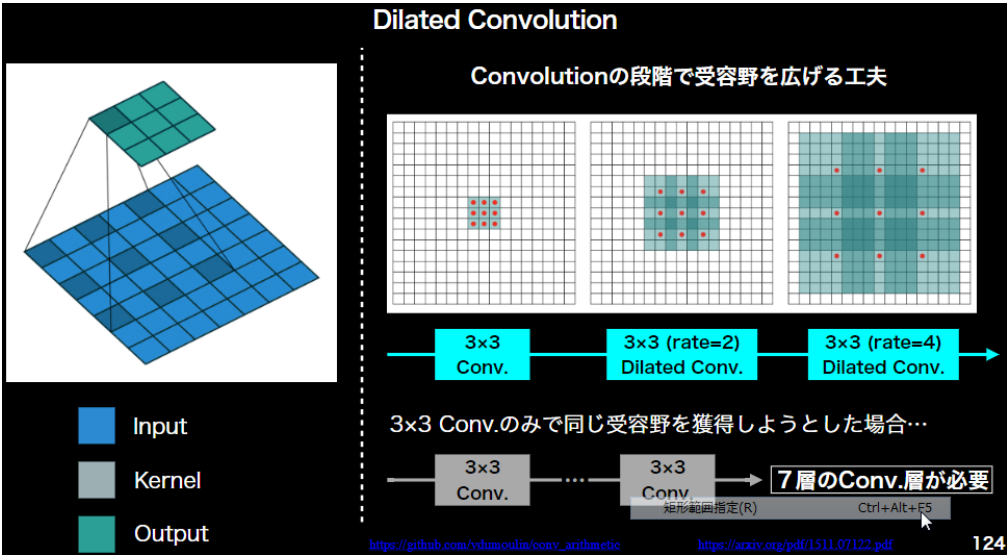 Dilated Convolution
Convolutionの段階で受容野を広げる工夫
3×3
Conv.
3×3 (rate=2)
Dilated Conv.
3×3 (rate=4)
Dilated Conv.
Input
Kernel
Output
3×3 Conv.のみで同じ受容野を獲得しようとした場合…
3×3
Conv.
...
3×3
Conv.
7層のConv.層が必要
矩形範囲指定(R)
Ctrl+Alt+F5
https://github.com/vdumoulin/conv_arithmetic
https://arxiv.org/pdf/1511.07122.pdf
124